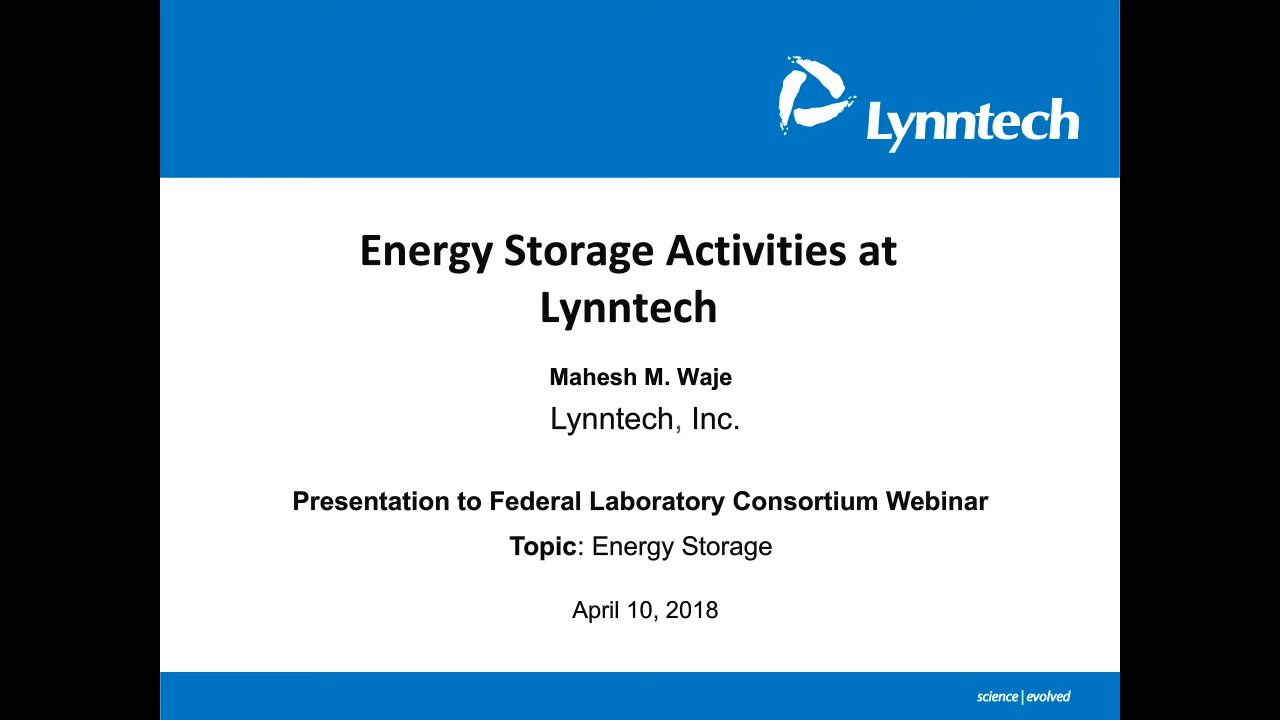 Lynntech
Energy Storage Activities at
Lynntech
Mahesh M. Waje
Lynntech, Inc.
Presentation to Federal Laboratory Consortium Webinar
Topic: Energy Storage
April 10, 2018
science | evolved